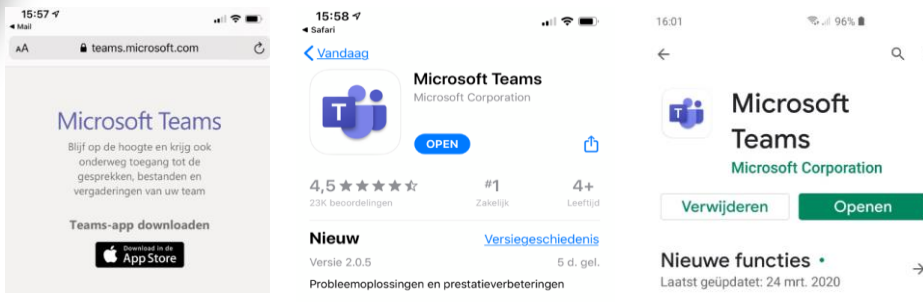 15:57
◀ Mail
AA
teams.microsoft.com
Microsoft Teams
Blijf op de hoogte en krijg ook
onderweg toegang tot de
gesprekken, bestanden en
vergaderingen van uw team
Teams-app downloaden
Download in de
App Store
15:58
◀ Safari
Vandaag
T
Microsoft Teams
Microsoft Corporation
OPEN
4,5 ★★★★★
23K beoordelingen
#1
Zakelijk
4+
Leeftijd
Nieuw
Versiegeschiedenis
Versie 2.0.5
5 d. gel.
Probleemoplossingen en prestatieverbeteringen
16:01
96%
T
Microsoft
Teams
Microsoft Corporation
Verwijderen
Openen
Nieuwe functies •
Laatst geüpdatet: 24 mrt. 2020